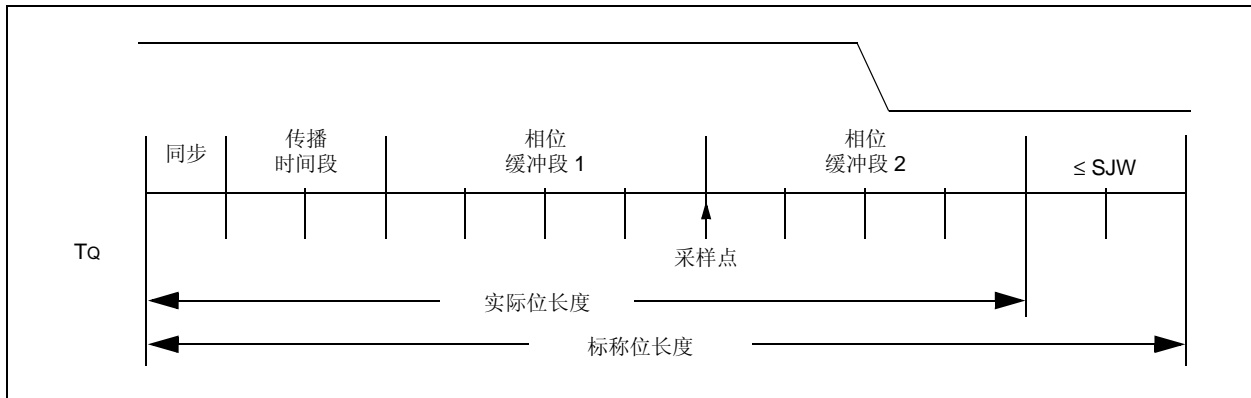 同步
传播
时间段
相位
缓冲段 1
相位
缓冲段 2
≤ SJW
TQ
采样点
实际位长度
标称位长度